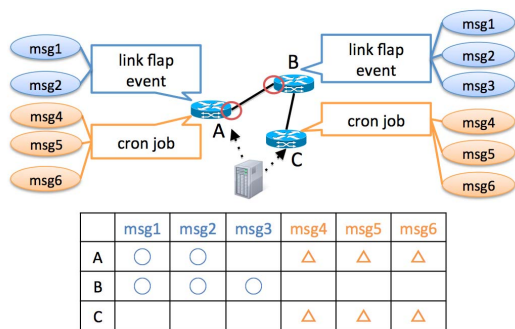 msg1
msg2
msg4
msg5
msg6
link flap
event
cron job
A
B
C
link flap
event
cron job
msg1
msg2
msg3
msg4
msg5
msg6
msg1 msg2 msg3 msg4 msg5 msg6
A
B
C